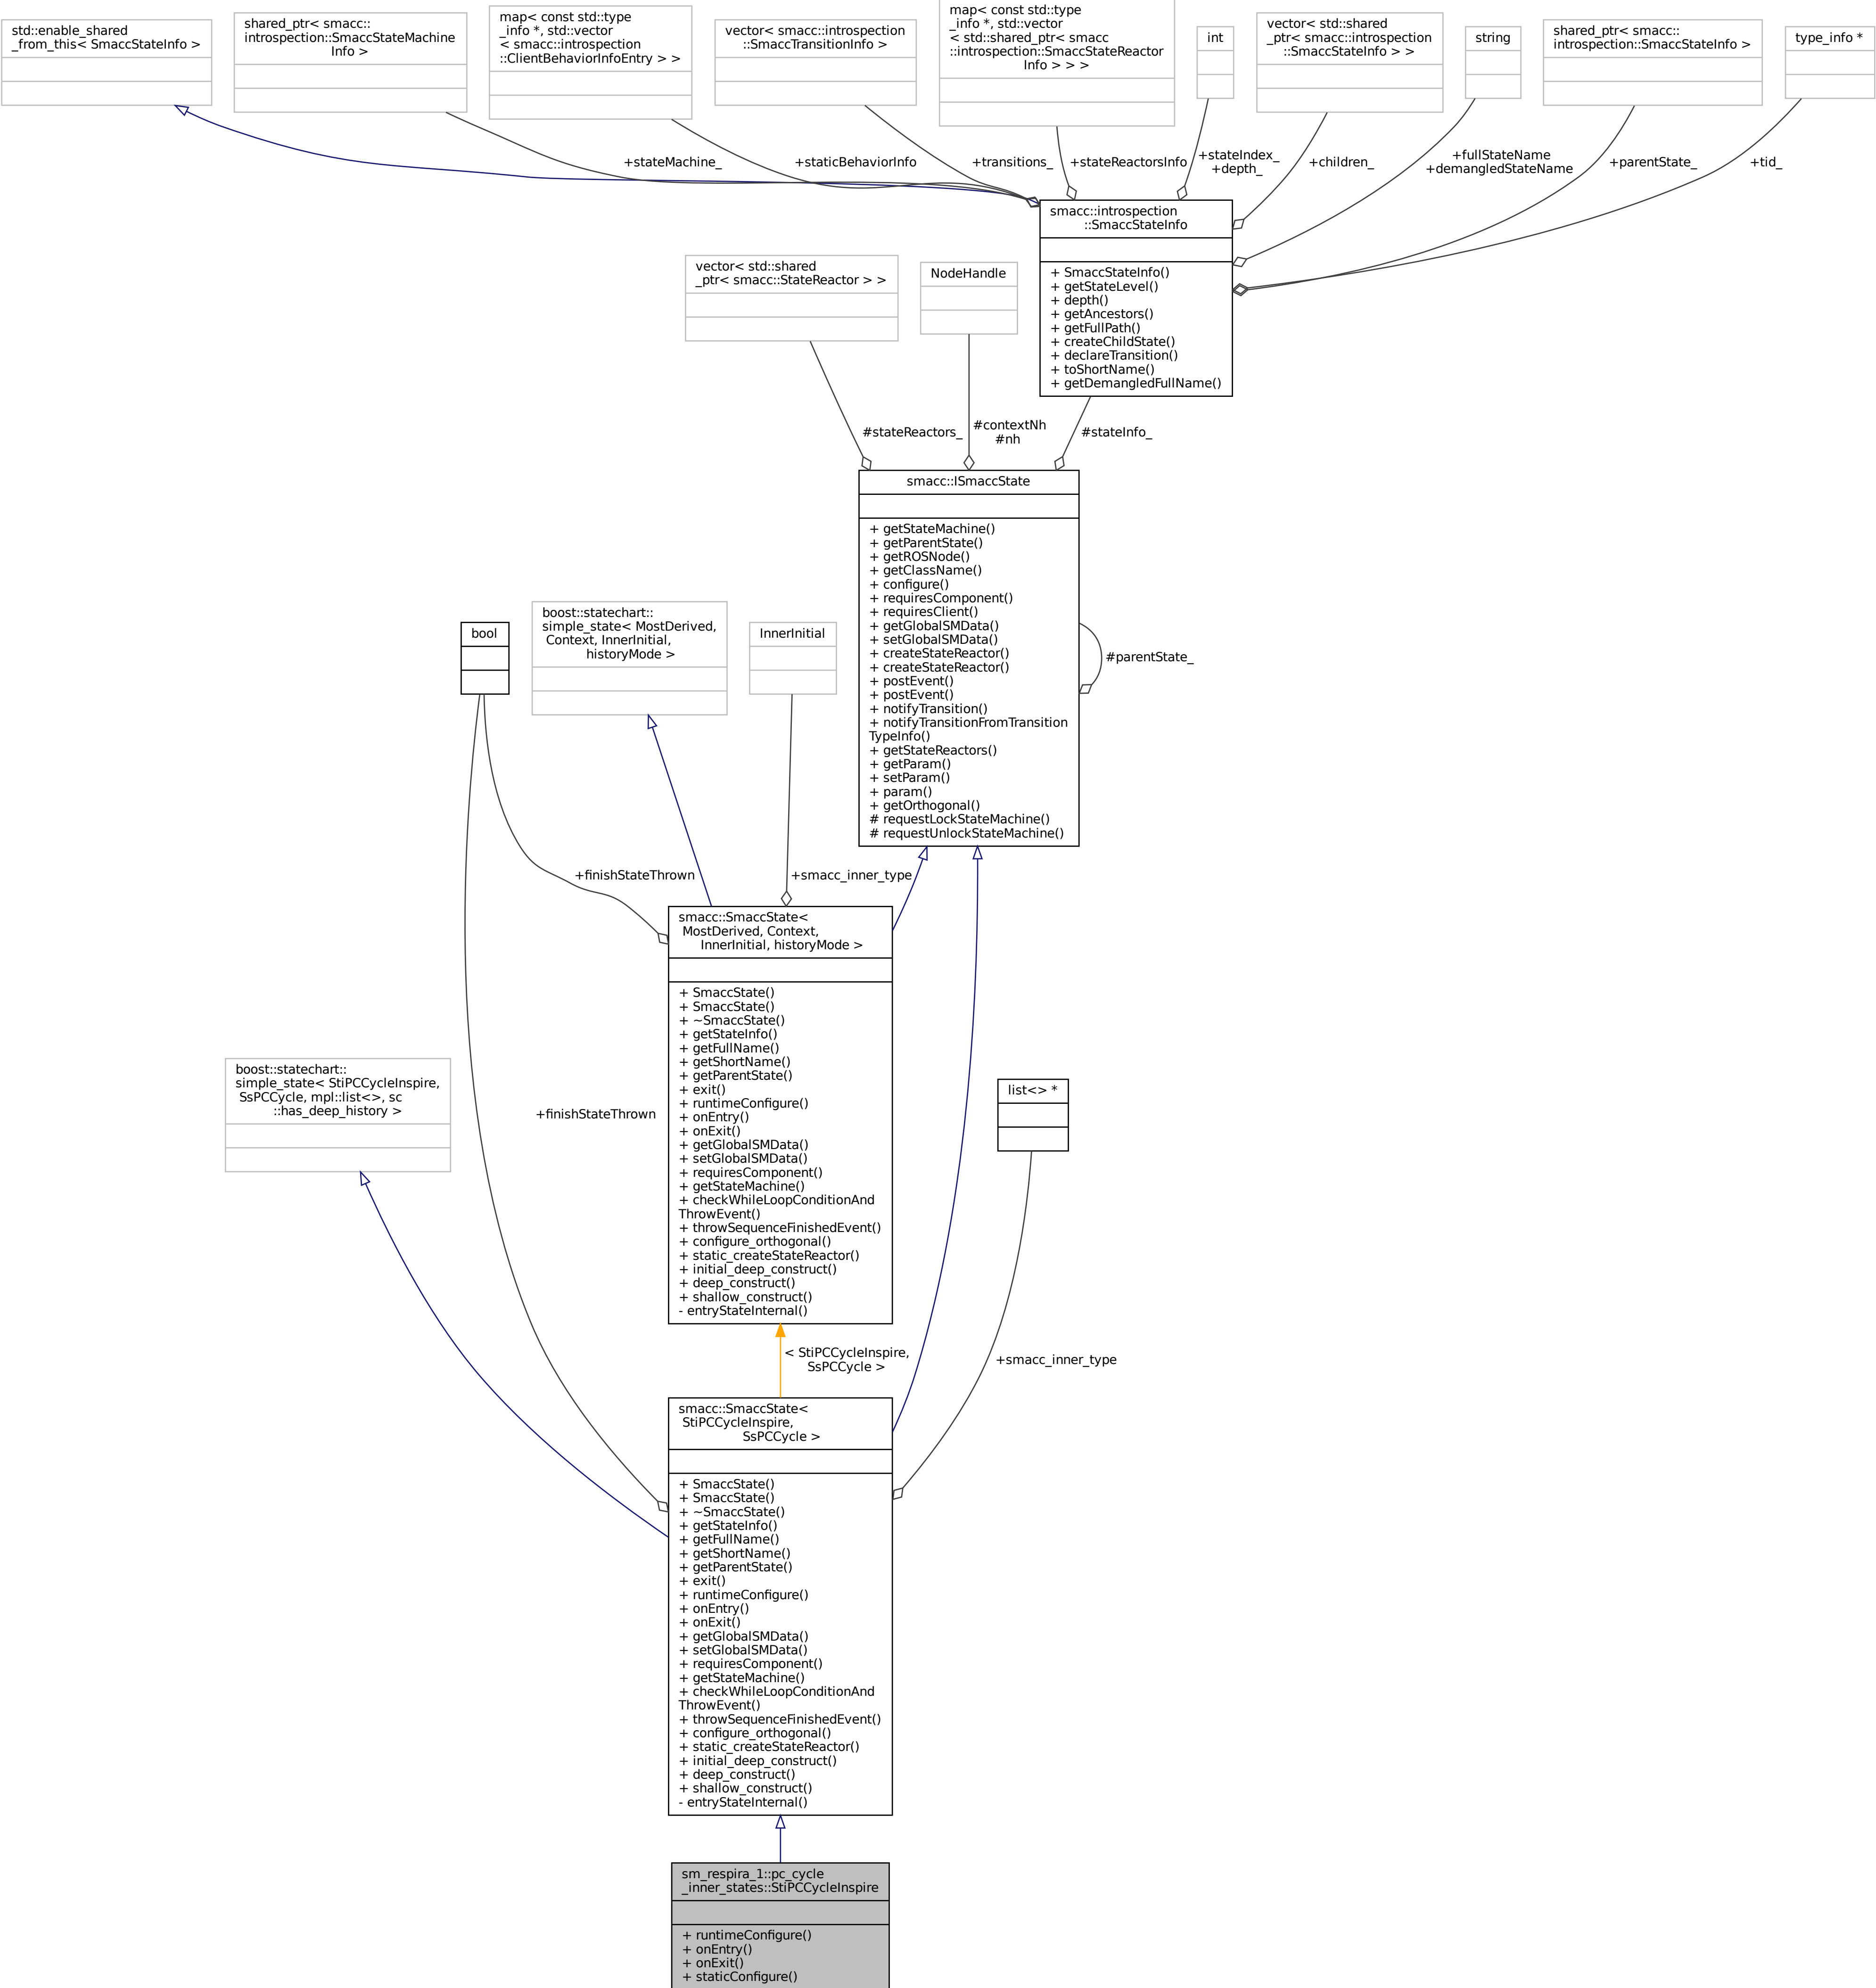 std::enable_shared
_from_this< SmaccStateInfo >
shared_ptr< smacc::
introspection::SmaccStateMachine
Info >
map< const std::type
_info *, std::vector
< smacc::introspection
::ClientBehaviorInfoEntry > >
vector< smacc::introspection
::SmaccTransitionInfo >
map< const std::type
_info *, std::vector
< std::shared_ptr< smacc
::introspection::SmaccStateReactor
Info > > >
int
vector< std::shared
_ptr< smacc::introspection
::SmaccStateInfo > >
string
shared_ptr< smacc::
introspection::SmaccStateInfo >
type_info *
+stateMachine_
+staticBehaviorInfo
+transitions_
+stateReactorsInfo
+stateIndex_
+depth_
+children_
+fullStateName
+demangledStateName
+parentState_
+tid_
smacc::introspection
::SmaccStateInfo
+ SmaccStateInfo()
+ getStateLevel()
+ depth()
+ getAncestors()
+ getFullPath()
+ createChildState()
+ declareTransition()
+ toShortName()
+ getDemangledFullName()
vector< std::shared
_ptr< smacc::StateReactor > >
NodeHandle
#stateReactors_
#contextNh
#nh
#stateInfo_
smacc::ISmaccState
+ getStateMachine()
+ getParentState()
+ getROSNode()
+ getClassName()
+ configure()
+ requiresComponent()
+ requiresClient()
+ getGlobalSMData()
+ setGlobalSMData()
+ createStateReactor()
+ createStateReactor()
+ postEvent()
+ postEvent()
+ notifyTransition()
+ notifyTransitionFromTransition
TypeInfo()
+ getStateReactors()
+ getParam()
+ setParam()
+ param()
+ getOrthogonal()
# requestLockStateMachine()
# requestUnlockStateMachine()
#parentState_
bool
boost::statechart::
simple_state< MostDerived,
Context, InnerInitial,
historyMode >
InnerInitial
+finishStateThrown
+smacc_inner_type
smacc::SmaccState<
MostDerived, Context,
InnerInitial, historyMode >
+ SmaccState()
+ SmaccState()
+ ~SmaccState()
+ getStateInfo()
+ getFullName()
+ getShortName()
+ getParentState()
+ exit()
+ runtimeConfigure()
+ onEntry()
+ onExit()
+ getGlobalSMData()
+ setGlobalSMData()
+ requiresComponent()
+ getStateMachine()
+ checkWhileLoopConditionAnd
ThrowEvent()
+ throwSequenceFinishedEvent()
+ configure_orthogonal()
+ static_createStateReactor()
+ initial_deep_construct()
+ deep_construct()
+ shallow_construct()
- entryStateInternal()
boost::statechart::
simple_state< StiPCCycleInspire,
SsPCCycle, mpl::list<>, sc
::has_deep_history >
+finishStateThrown
list<> *
< StiPCCycleInspire,
SsPCCycle >
+smacc_inner_type
smacc::SmaccState<
StiPCCycleInspire,
SsPCCycle >
+ SmaccState()
+ SmaccState()
+ ~SmaccState()
+ getStateInfo()
+ getFullName()
+ getShortName()
+ getParentState()
+ exit()
+ runtimeConfigure()
+ onEntry()
+ onExit()
+ getGlobalSMData()
+ setGlobalSMData()
+ requiresComponent()
+ getStateMachine()
+ checkWhileLoopConditionAnd
ThrowEvent()
+ throwSequenceFinishedEvent()
+ configure_orthogonal()
+ static_createStateReactor()
+ initial_deep_construct()
+ deep_construct()
+ shallow_construct()
- entryStateInternal()
sm_respira_1::pc_cycle
_inner_states::StiPCCycleInspire
+ runtimeConfigure()
+ onEntry()
+ onExit()
+ staticConfigure()